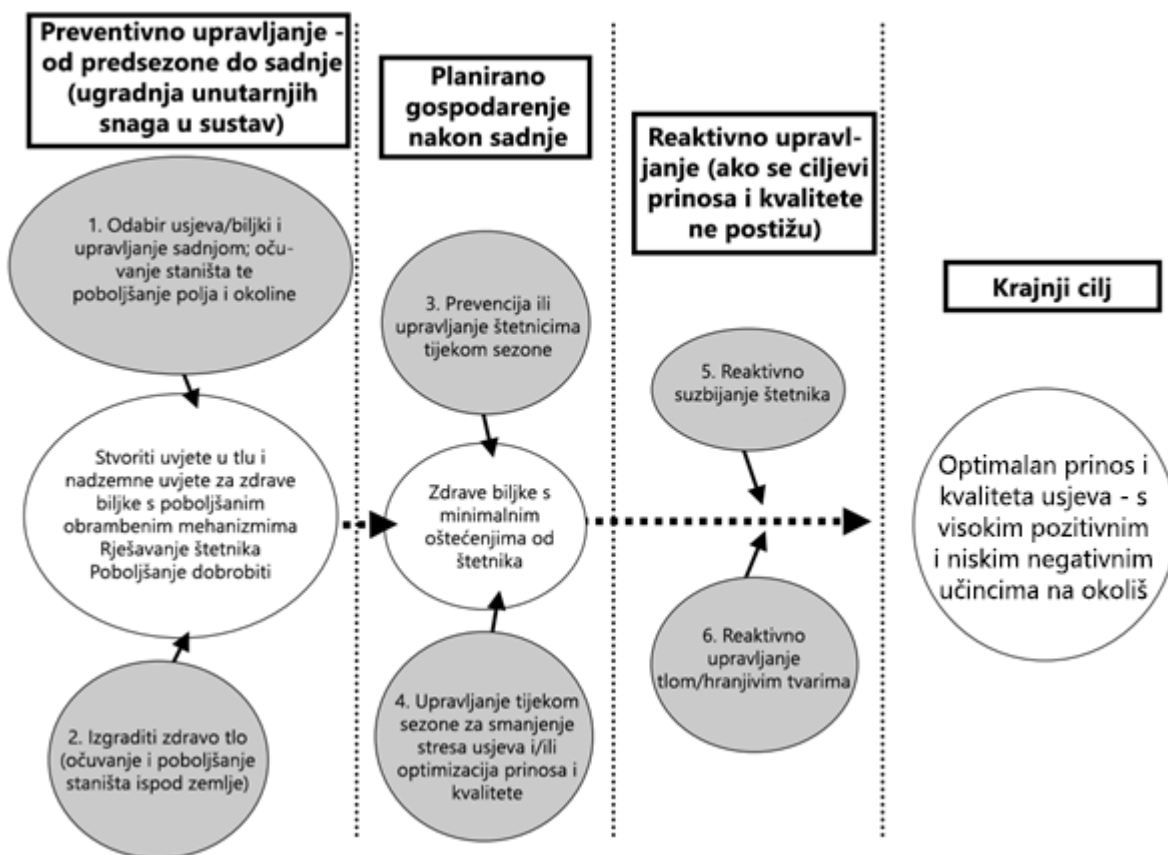 Preventivno upravljanje -
od predsezone do sadnje
(ugradnja unutarnjih
snaga u sustav)
1. Odabir usjeva/biljki i
upravljanje sadnjom; oču-
vanje staništa te
poboljšanje polja i okoline
Stvoriti uvjete u tlu i
nadzemne uvjete za zdrave
biljke s poboljšanim
obrambenim mehanizmima
Rješavanje štetnika
Poboljšanje dobrobiti
2. Izgraditi zdravo tlo
(očuvanje i poboljšanje
staništa ispod zemlje)
Planirano
gospodarenje
nakon sadnje
3. Prevencija ili
upravljanje štetnicima
tijekom sezone
Zdrave biljke s
minimalnim
oštećenjima od
štetnika
4. Upravljanje tijekom
sezone za smanjenje
stresa usjeva i/ili
optimizacija prinosa i
kvalitete
Reaktivno upravl-
janje (ako se ciljevi
prinosa i kvalitete
ne postižu)
5. Reaktivno
suzbijanje štetnika
6. Reaktivno
upravljanje
tlom/hranjivim tvarima
Krajnji cilj
Optimalan prinos i
kvaliteta usjeva - s
visokim pozitivnim
i niskim negativnim
učincima na okoliš